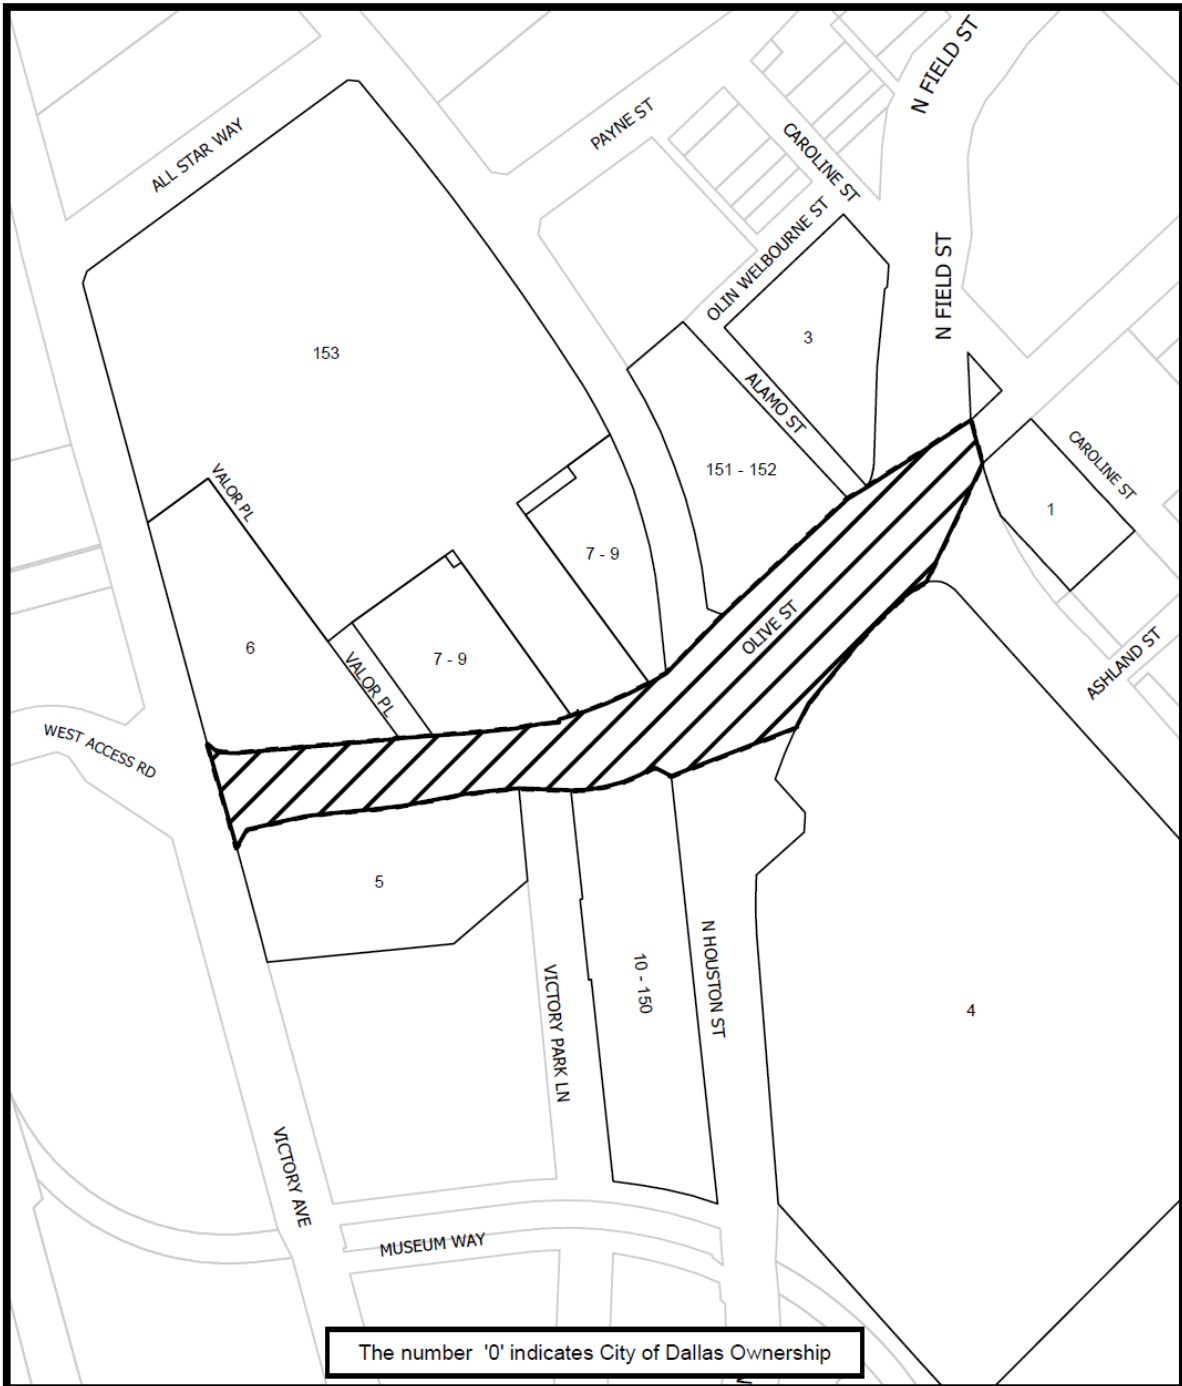 N FIELD ST
PAYNE ST
ALL STAR WAY
CAROLINE ST
OLIN WELBOURNE ST
N FIELD ST
3
153
ALAMO ST
CAROLINE ST
151 - 152
VALOR PL
1
7 - 9
OLIVE ST
6
7 - 9
VALOR PL
ASHLAND ST
WEST ACCESS RD
5
N HOUSTON ST
10 - 150
VICTORY PARK LN
4
VICTORY AVE
MUSEUM WAY
The number '0' indicates City of Dallas Ownership